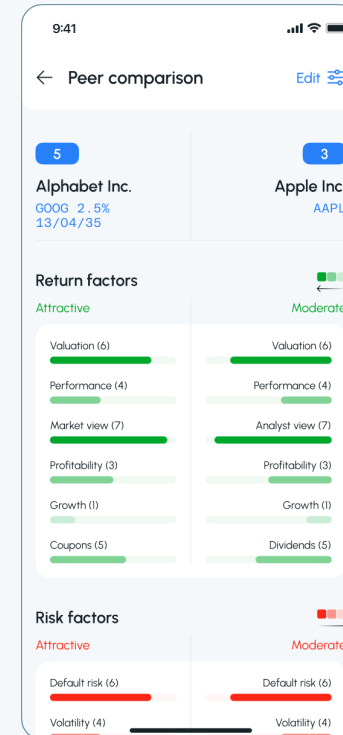 9:41
Peer comparison
Edit
5
3
Alphabet Inc.
Apple Inc
GOOG 2.5%
AAPL
13/04/35
Return factors
Attractive
Moderate
Valuation (6)
Valuation (6)
Performance (4)
Performance (4)
Market view (7)
Analyst view (7)
Profitability (3)
Profitability (3)
Growth (1)
Growth (1)
Coupons (5)
Dividends (5)
Risk factors
Attractive
Moderate
Default risk (6)
Default risk (6)
Volatility (4)
Volatility (4)